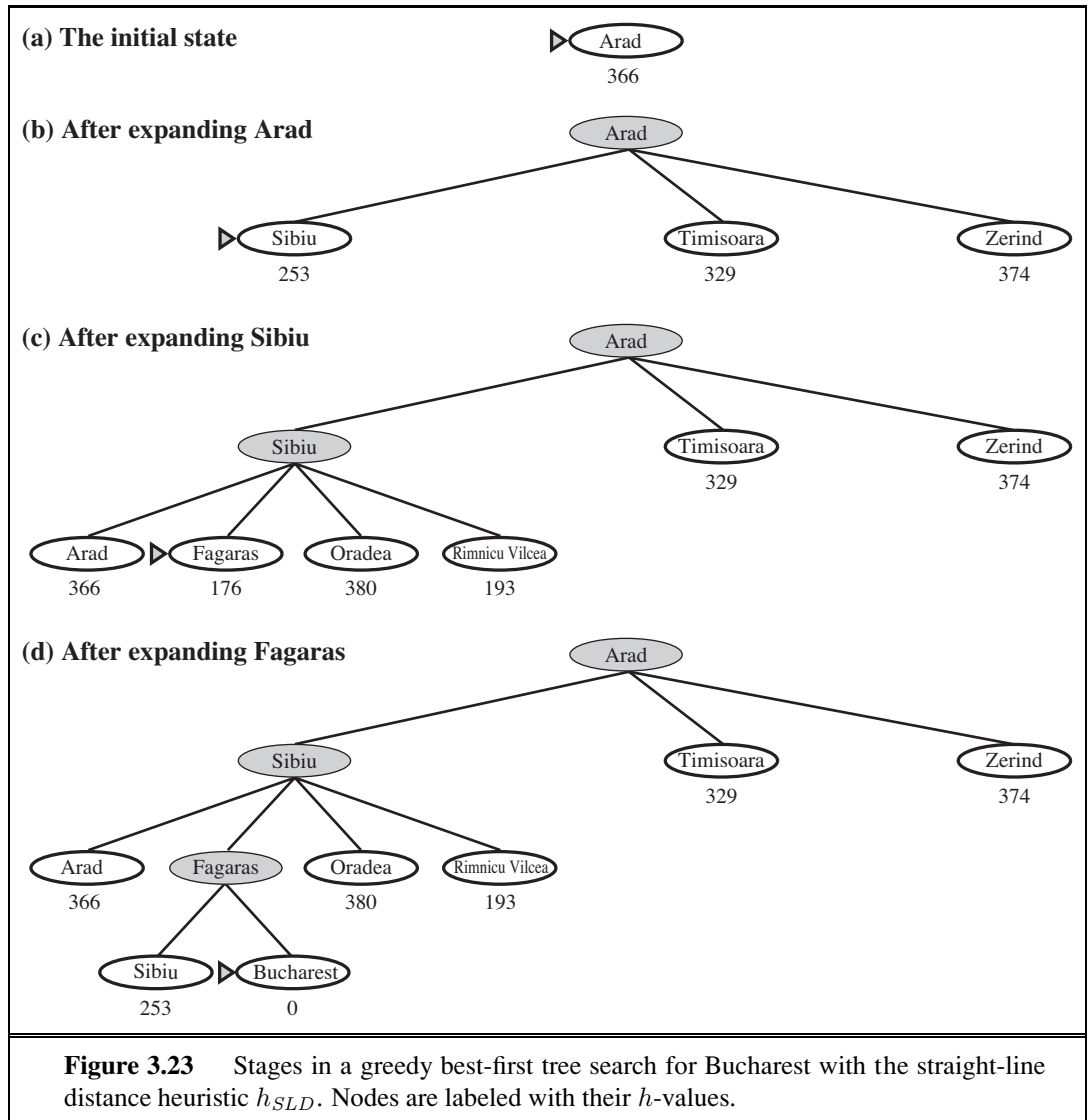 (a) The initial state
Arad
366
(b) After expanding Arad
Arad
Sibiu Timisoara Zerind
253 329 374
(c) After expanding Sibiu
Arad
Sibiu Timisoara Zerind
329 374
Arad Fagaras Oradea Rimnicu Vilcea
366 176 380 193
(d) After expanding Fagaras
Arad
Sibiu Timisoara Zerind
329 374
Arad Fagaras Oradea Rimnicu Vilcea
366 380 193
Sibiu Bucharest
253 0
Figure 3.23 Stages in a greedy best-first tree search for Bucharest with the straight-line
distance heuristic hSLD. Nodes are labeled with their h-values.